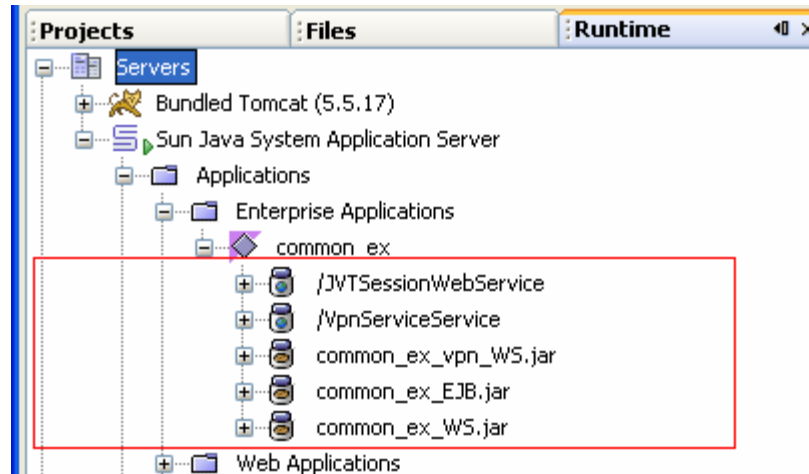 Projects Files Runtime
Servers
Bundled Tomcat (5.5.17)
Sun Java System Application Server
Applications
Enterprise Applications
common_ex
/JVTSessionWebService
/VpnServiceService
common_ex_vpn_WS.jar
common_ex_EJB.jar
common_ex_WS.jar
Web Applications